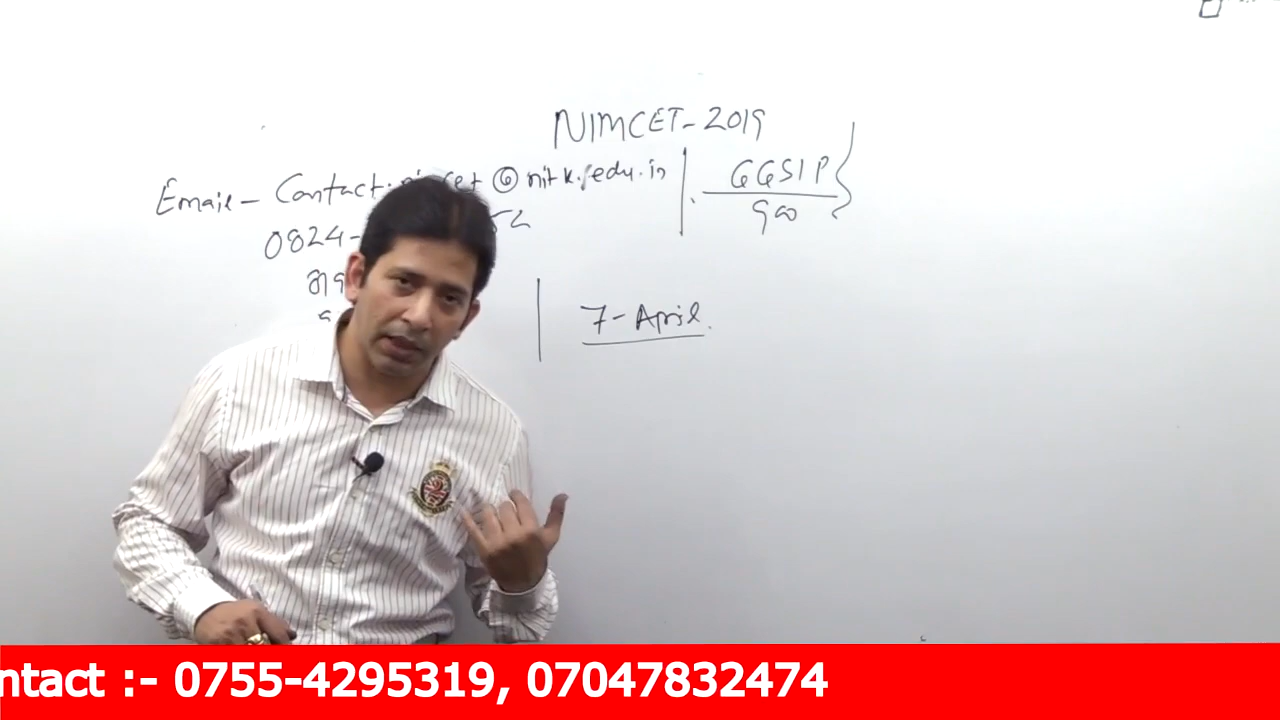 NIMCET-2019
Email - Contact. @ nitk.edu.in
GGSIP
900
0824-
7-April.
ntact :- 0755-4295319, 07047832474